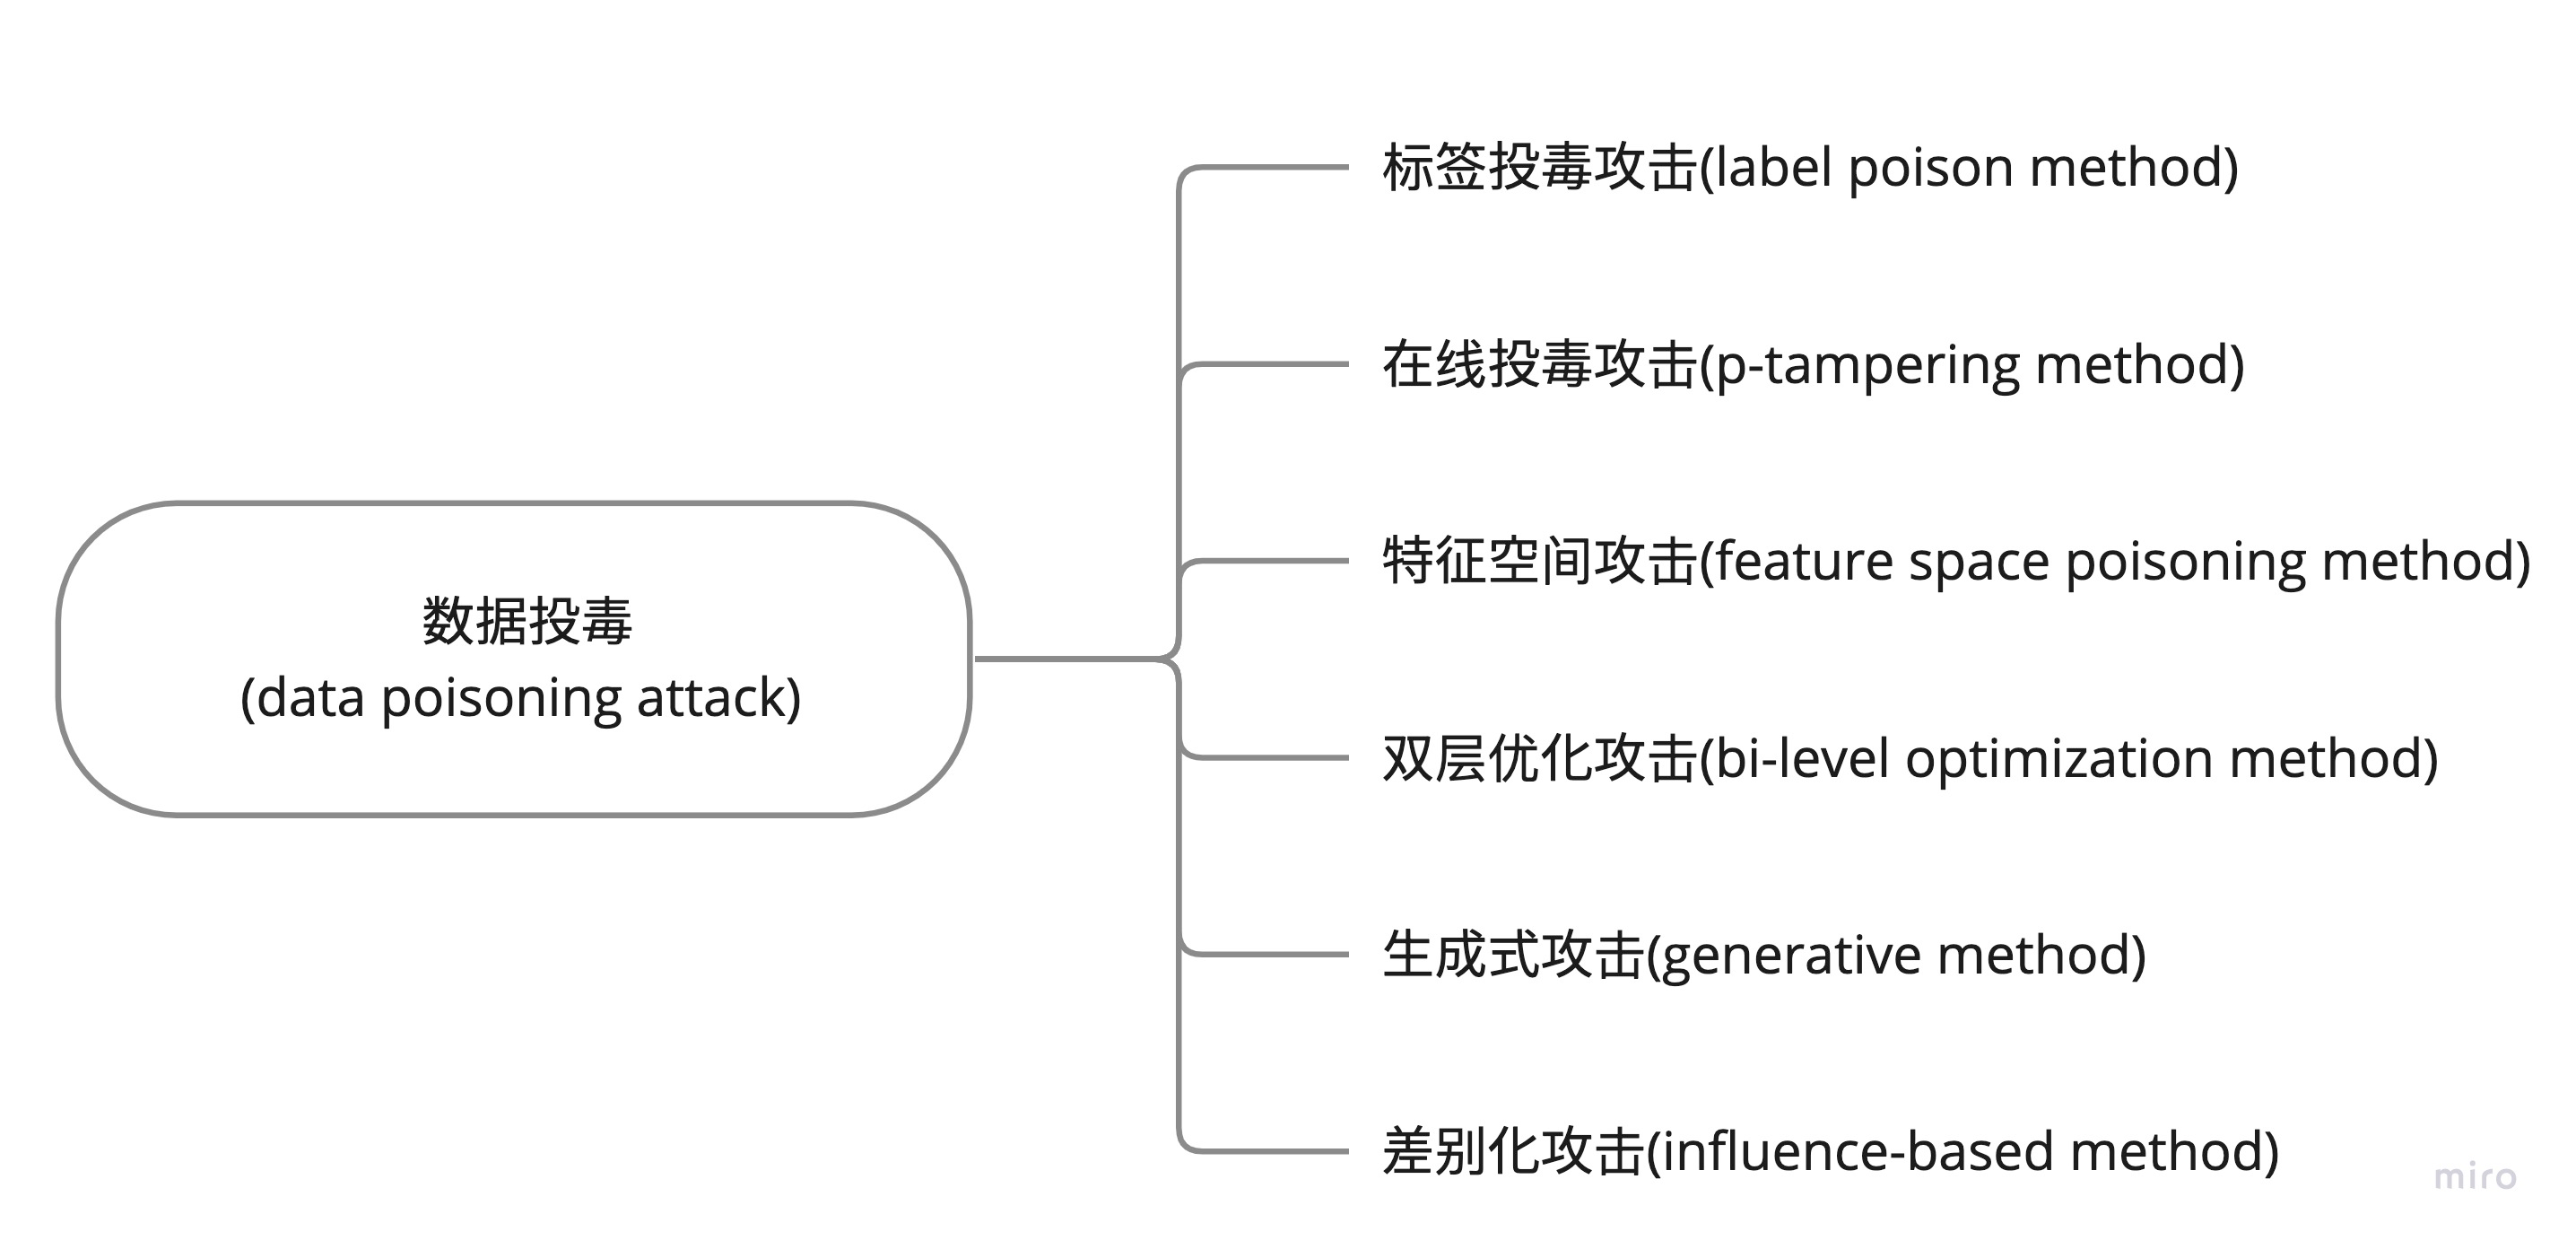 标签投毒攻击(label poison method)
在线投毒攻击(p-tampering method)
特征空间攻击(feature space poisoning method)
数据投毒
(data poisoning attack)
双层优化攻击(bi-level optimization method)
生成式攻击(generative method)
差别化攻击(influence-based method)
miro